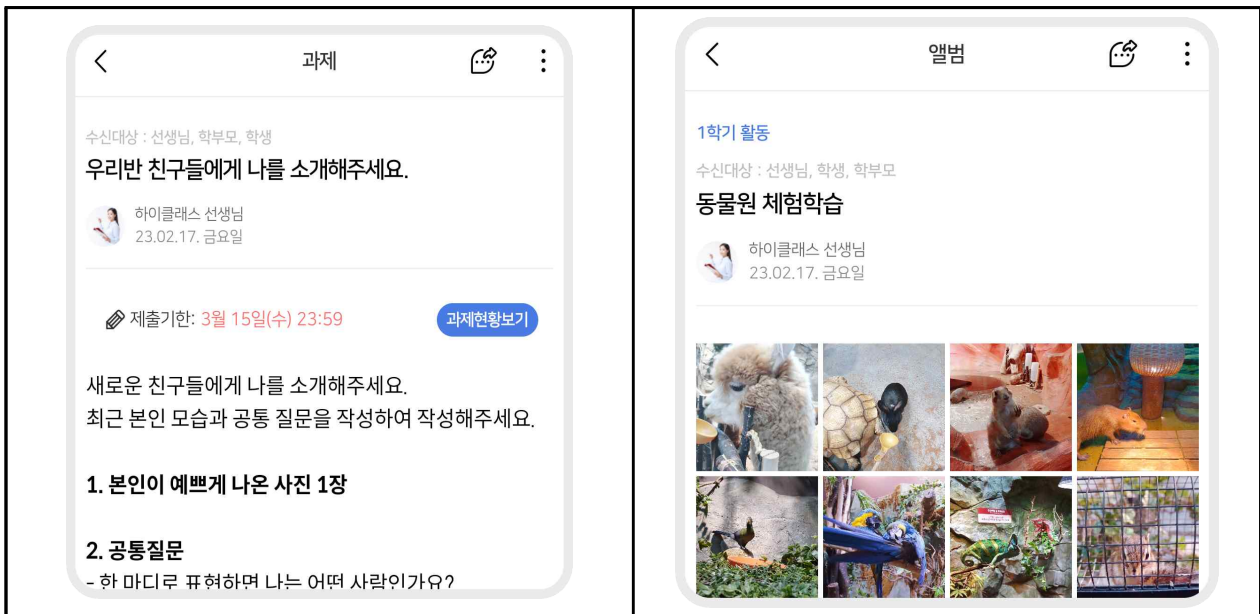 과제
수신대상 : 선생님, 학부모, 학생
우리반 친구들에게 나를 소개해주세요.
하이클래스 선생님
23.02.17. 금요일
제출기한: 3월 15일(수) 23:59
과제현황보기
새로운 친구들에게 나를 소개해주세요.
최근 본인 모습과 공통 질문을 작성하여 작성해주세요.
1. 본인이 예쁘게 나온 사진 1장
2. 공통질문
- 한 마디로 표현하면 나는 어떤 사람인가요?
앨범
1학기 활동
수신대상 : 선생님, 학생, 학부모
동물원 체험학습
하이클래스 선생님
23.02.17. 금요일